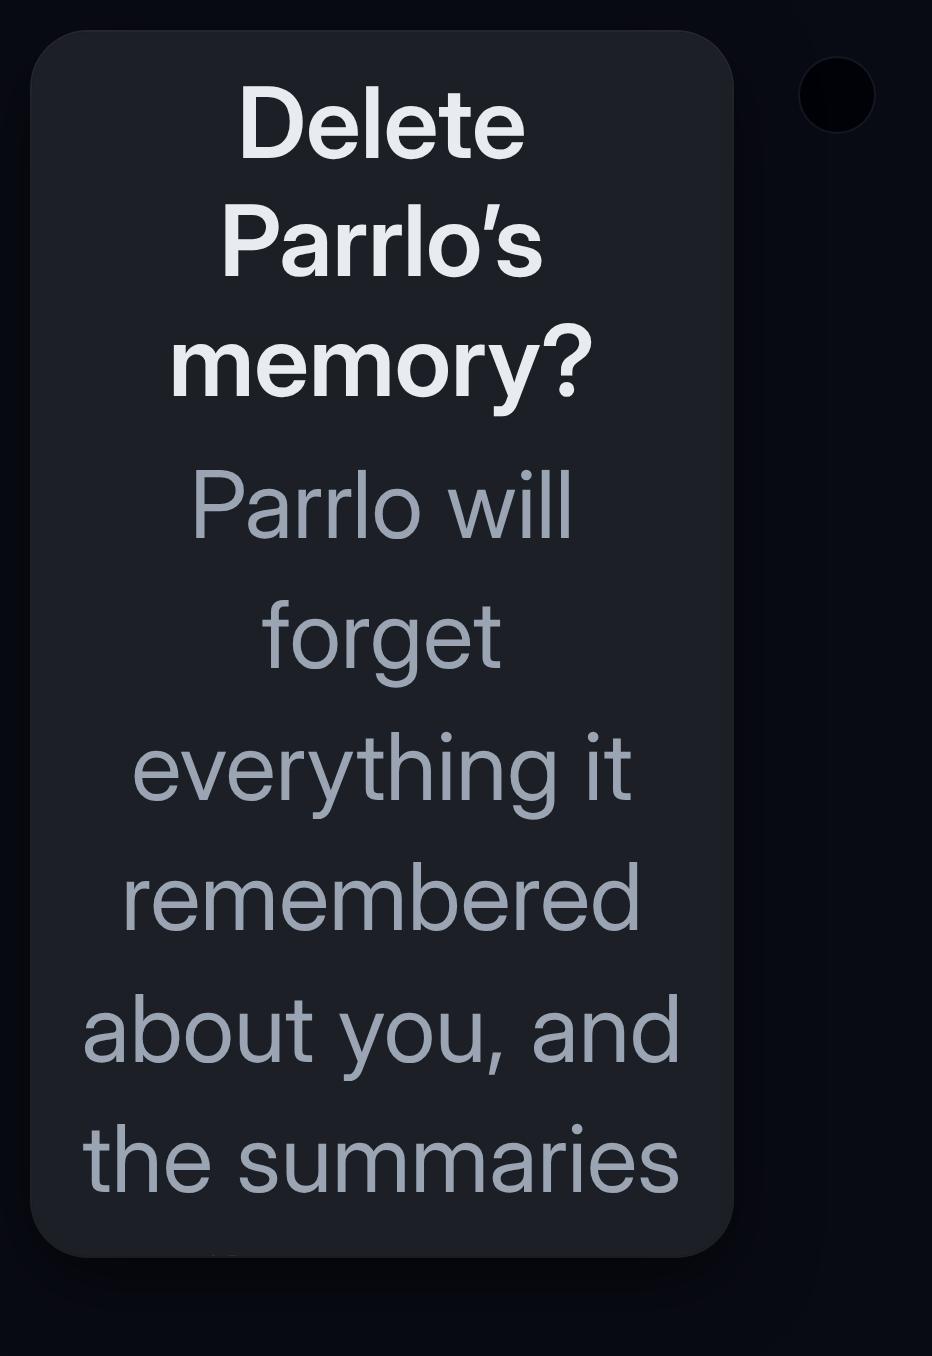 Delete
Parrlo’s
memory?
Parrlo will
forget
everything it
remembered
about you, and
the summaries